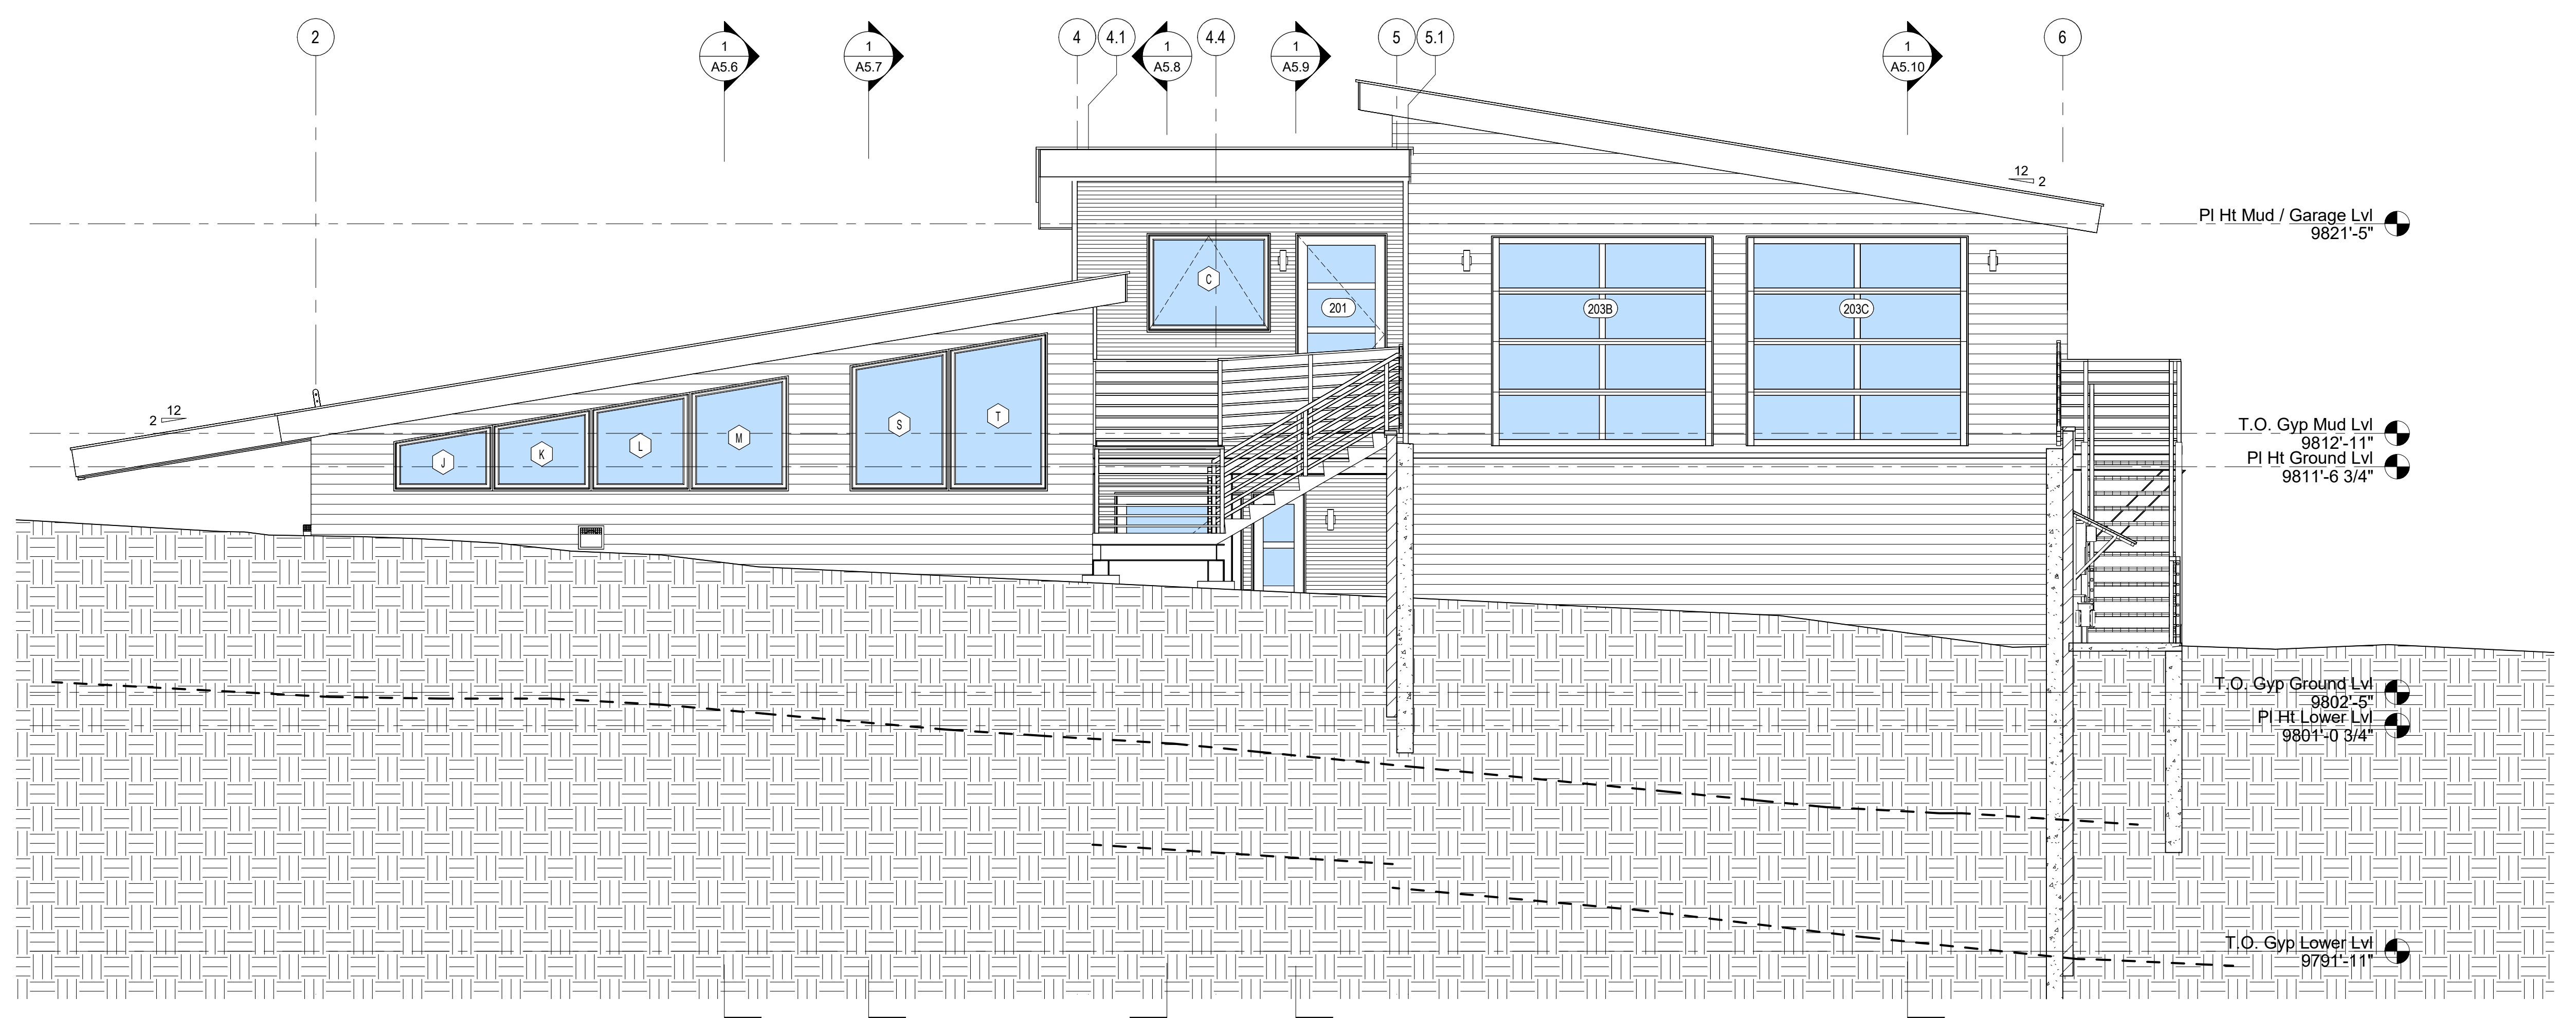 2
1
A5.6
1
A5.7
4
4.1
1
A5.8
4.4
1
A5.9
5
5.1
1
A5.10
6
12
2
Pl Ht Mud / Garage Lvl
9821'-5"
C
201
203B
203C
12
2
J
K
L
M
S
T
T.O. Gyp Mud Lvl
9812'-11"
Pl Ht Ground Lvl
9811'-6 3/4"
T.O. Gyp Ground Lvl
9802'-5"
Pl Ht Lower Lvl
9801'-0 3/4"
T.O. Gyp Lower Lvl
9791'-11"